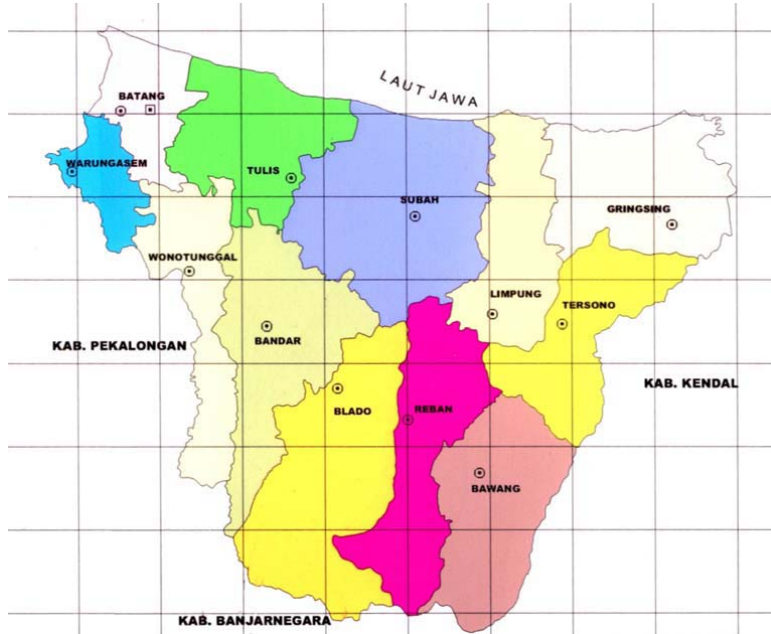 LAUT JAWA
BATANG
WARUNGASEM
TULIS
SUBAH
GRINGSING
WONOTUNGGAL
LIMPUNG
TERSONO
BANDAR
KAB. PEKALONGAN
KAB. KENDAL
BLADO
REBAN
BAWANG
KAB. BANJARNEGARA